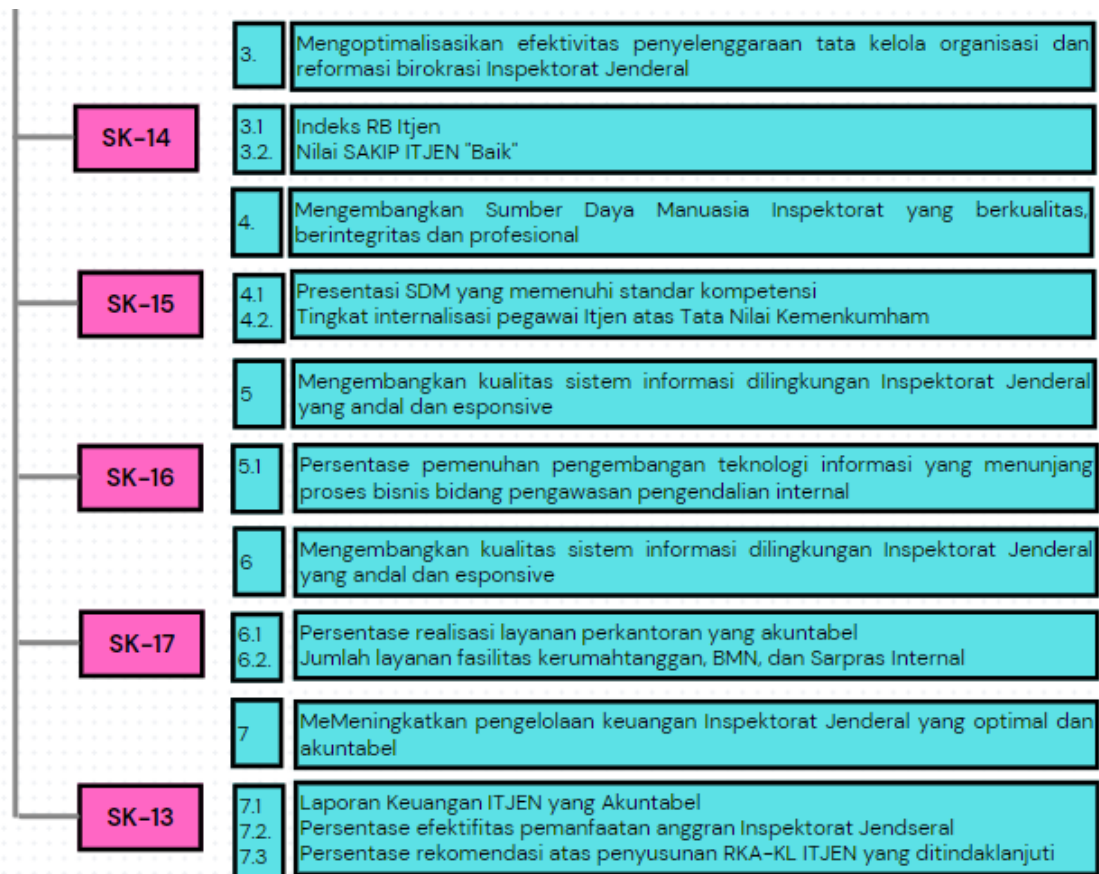 3.
Mengoptimalisasikan efektivitas penyelenggaraan tata kelola organisasi dan
reformasi birokrasi Inspektorat Jenderal
SK-14
3.1 Indeks RB Itjen
3.2. Nilai SAKIP ITJEN "Baik"
4.
Mengembangkan Sumber Daya Manuasia Inspektorat yang berkualitas,
berintegritas dan profesional
SK-15
4.1 Presentasi SDM yang memenuhi standar kompetensi
4.2. Tingkat internalisasi pegawai Itjen atas Tata Nilai Kemenkumham
5
Mengembangkan kualitas sistem informasi dilingkungan Inspektorat Jenderal
yang andal dan esponsive
SK-16
5.1 Persentase pemenuhan pengembangan teknologi informasi yang menunjang
proses bisnis bidang pengawasan pengendalian internal
6
Mengembangkan kualitas sistem informasi dilingkungan Inspektorat Jenderal
yang andal dan esponsive
SK-17
6.1 Persentase realisasi layanan perkantoran yang akuntabel
6.2. Jumlah layanan fasilitas kerumahtanggan, BMN, dan Sarpras Internal
7
MeMeningkatkan pengelolaan keuangan Inspektorat Jenderal yang optimal dan
akuntabel
SK-13
7.1 Laporan Keuangan ITJEN yang Akuntabel
7.2. Persentase efektifitas pemanfaatan anggran Inspektorat Jendseral
7.3 Persentase rekomendasi atas penyusunan RKA-KL ITJEN yang ditindaklanjuti